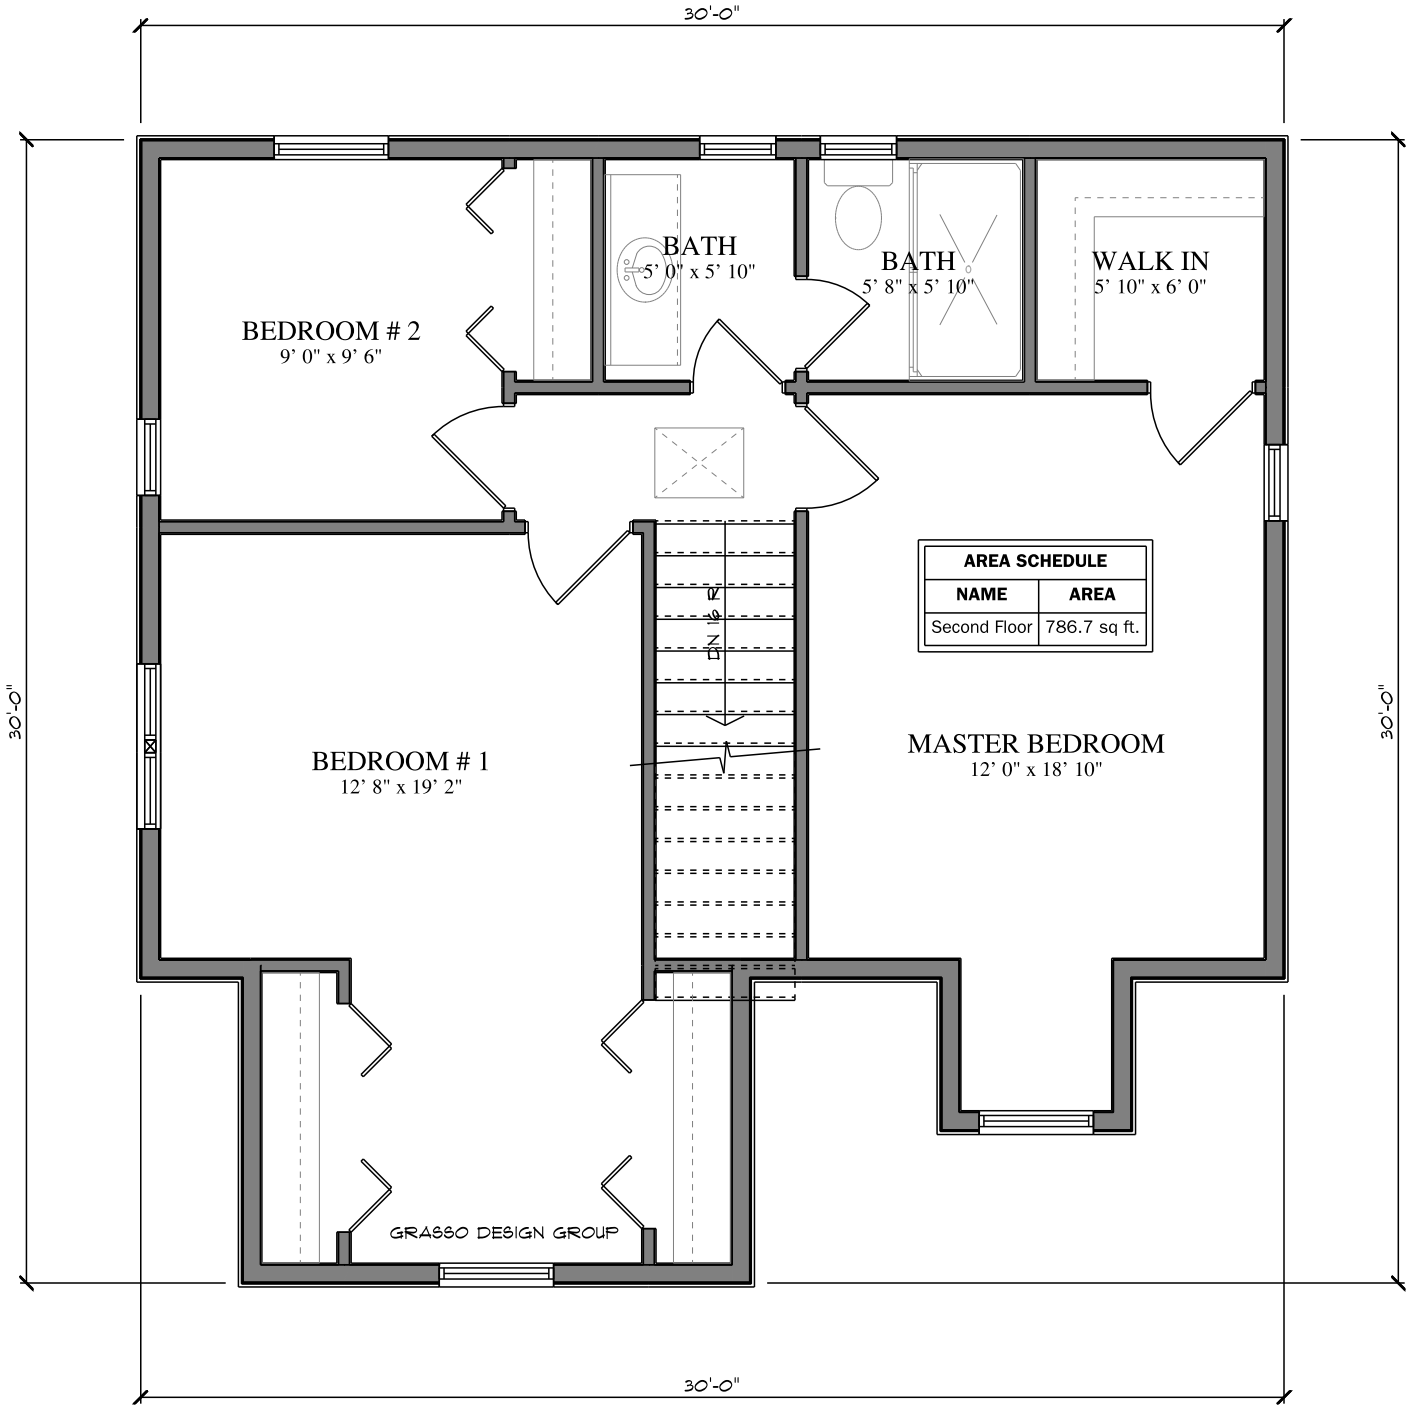 30'-0"
BATH
5' 0" x 5' 10"
BATH
5' 8" x 5' 10"
WALK IN
5' 10" x 6' 0"
BEDROOM # 2
9' 0" x 9' 6"
AREA SCHEDULE
NAME AREA
Second Floor 786.7 sq ft.
DN 16 R
30'-0"
30'-0"
BEDROOM # 1
12' 8" x 19' 2"
MASTER BEDROOM
12' 0" x 18' 10"
GRASSO DESIGN GROUP
30'-0"